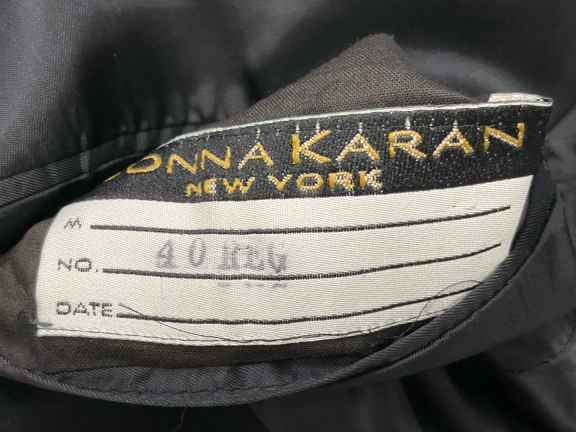 DONNA KARAN
NEW YORK
M
NO. 40 REG
DATE